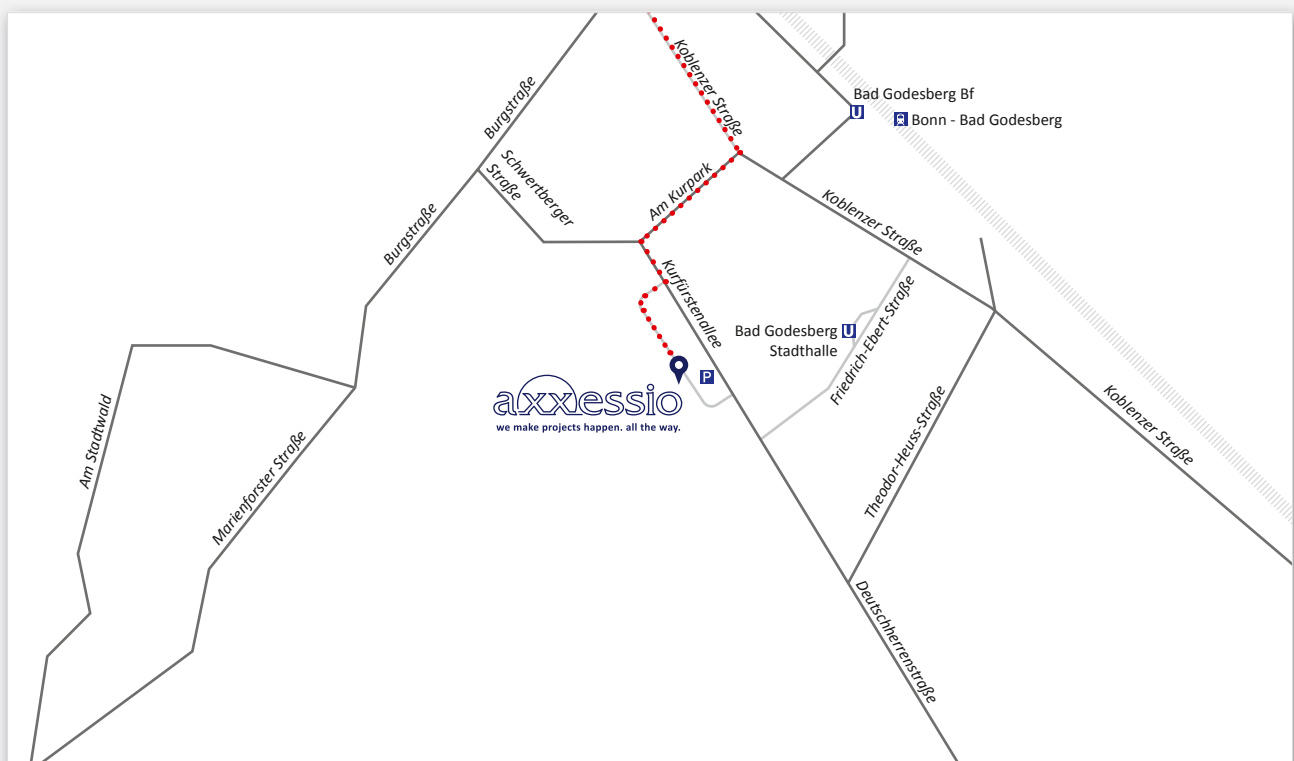 Koblenzer Straße
Burgstraße
Bad Godesberg Bf
U
Bonn - Bad Godesberg
Schwertberger
Straße
Am Kurpark
Koblenzer Straße
Burgstraße
Kurfürstenallee
Bad Godesberg U
Stadthalle
Friedrich-Ebert-Straße
P
axxessio
we make projects happen. all the way.
Koblenzer Straße
Theodor-Heuss-Straße
Am Stadtwald
Marienforster Straße
Deutschherrenstraße